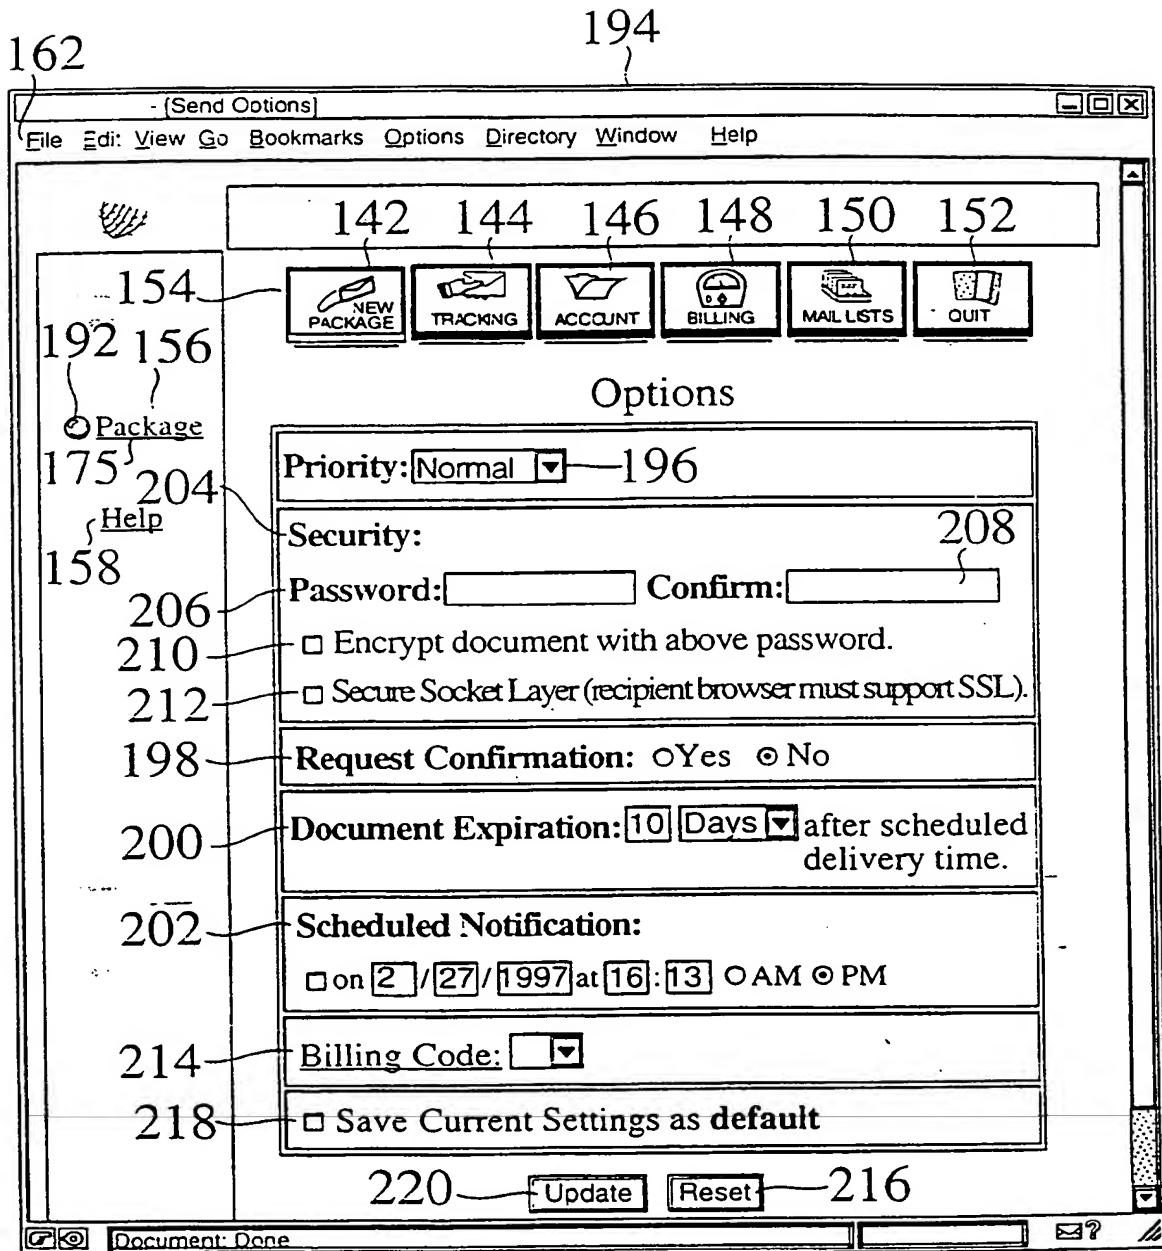 194
162
- [Send Options]
File Edi: View Go Bookmarks Options Directory Window Help
142 144 146 148 150 152
154
NEW PACKAGE TRACKING ACCOUNT BILLING MAIL LISTS QUIT
192 156
Options
Package
175
Priority: Normal 196
204
Help
Security: 208
158
206 Password: Confirm:
210 Encrypt document with above password.
212 Secure Socket Layer (recipient browser must support SSL).
198 Request Confirmation: Yes No
200 Document Expiration: 10 Days after scheduled
delivery time.
202 Scheduled Notification:
on 2 / 27 / 1997 at 16 : 13 AM PM
214 Billing Code:
218 Save Current Settings as default
220 Update Reset 216
Document: Done ?